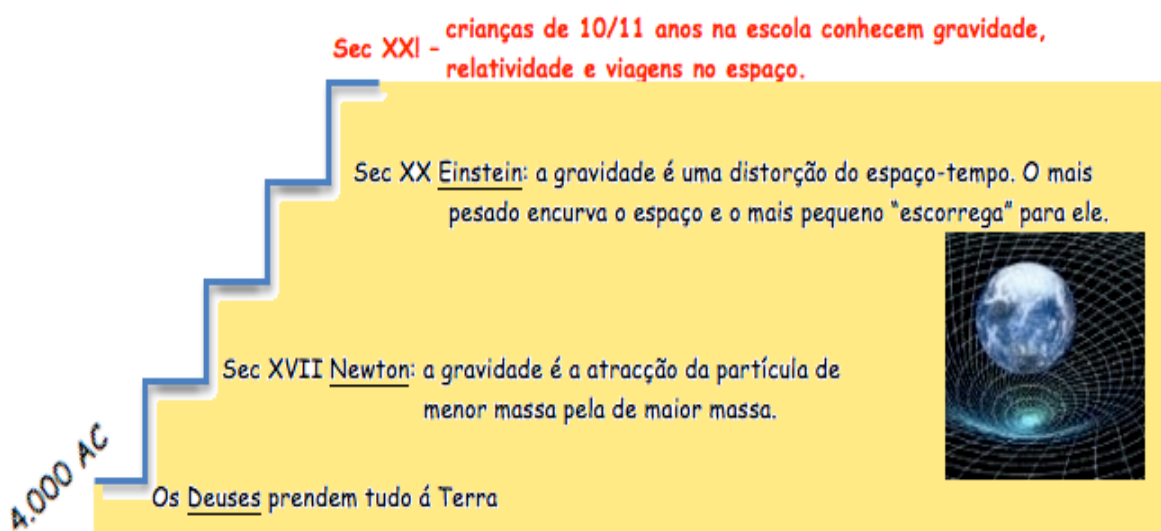 Sec XXI - crianças de 10/11 anos na escola conhecem gravidade,
relatividade e viagens no espaço.
Sec XX Einstein: a gravidade é uma distorção do espaço-tempo. O mais
pesado encurva o espaço e o mais pequeno “escorrega” para ele.
Sec XVII Newton: a gravidade é a atracção da partícula de
menor massa pela de maior massa.
4.000 AC
Os Deuses prendem tudo á Terra